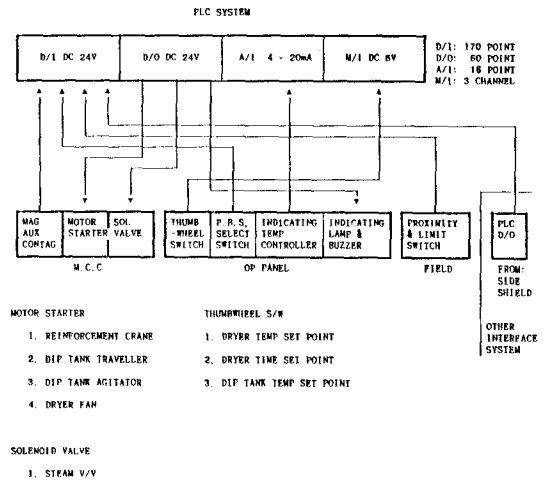 PLC SYSTEM
D/I DC 24V D/O DC 24V A/I 4 - 20mA M/I DC 6V
D/I: 170 POINT
D/O: 60 POINT
A/I: 16 POINT
M/I: 3 CHANNEL
MAG AUX CONTAG
MOTOR STARTER
SOL VALVE
THUMB -WHEEL SWITCH
P.B.S, SELECT SWITCH
INDICATING TEMP CONTROLLER
INDICATING LAMP & BUZZER
PROXIMITY & LIMIT SWITCH
PLC D/O
M.C.C
OP PANEL
FIELD
FROM: SIDE SHIELD
OTHER INTERFACE SYSTEM
MOTOR STARTER
1. REINFORCEMENT CRANE
2. DIP TANK TRAVELLER
3. DIP TANK AGITATOR
4. DRYER FAN
THUMBWHEEL S/W
1. DRYER TEMP SET POINT
2. DRYER TIME SET POINT
3. DIP TANK TEMP SET POINT
SOLENOID VALVE
1. STEAM V/V